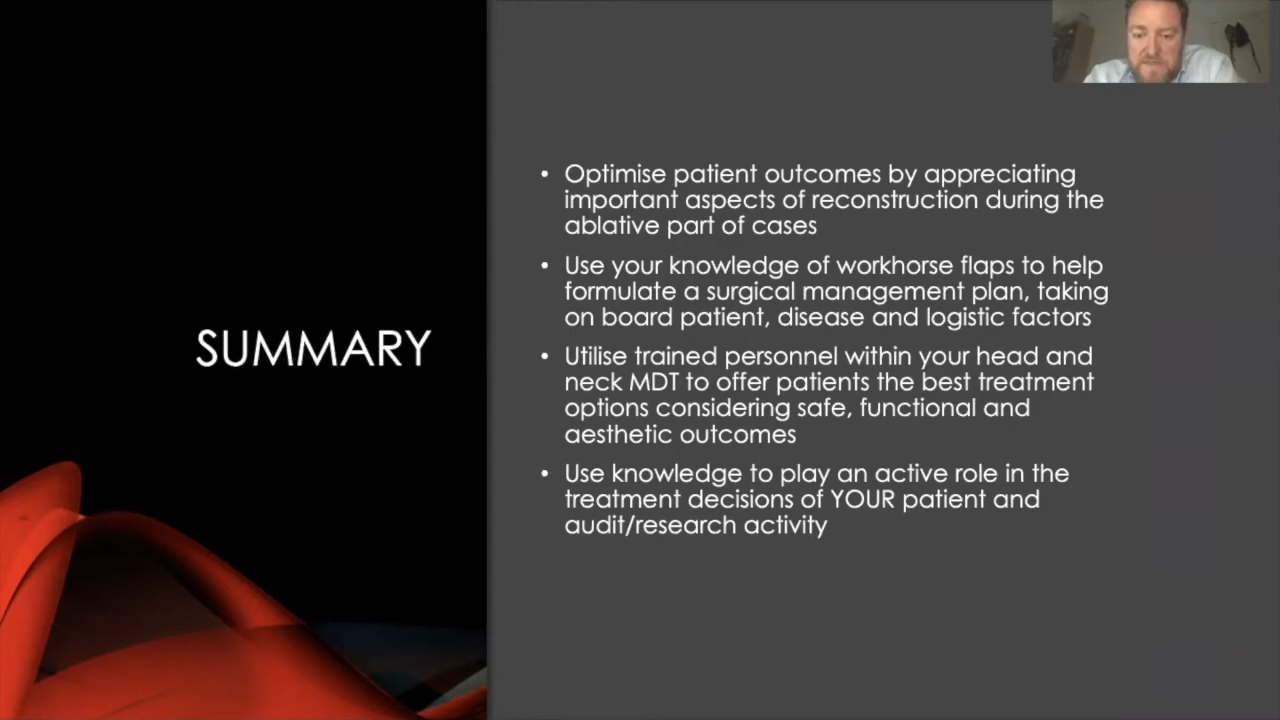 SUMMARY
• Optimise patient outcomes by appreciating
important aspects of reconstruction during the
ablative part of cases
• Use your knowledge of workhorse flaps to help
formulate a surgical management plan, taking
on board patient, disease and logistic factors
• Utilise trained personnel within your head and
neck MDT to offer patients the best treatment
options considering safe, functional and
aesthetic outcomes
• Use knowledge to play an active role in the
treatment decisions of YOUR patient and
audit/research activity